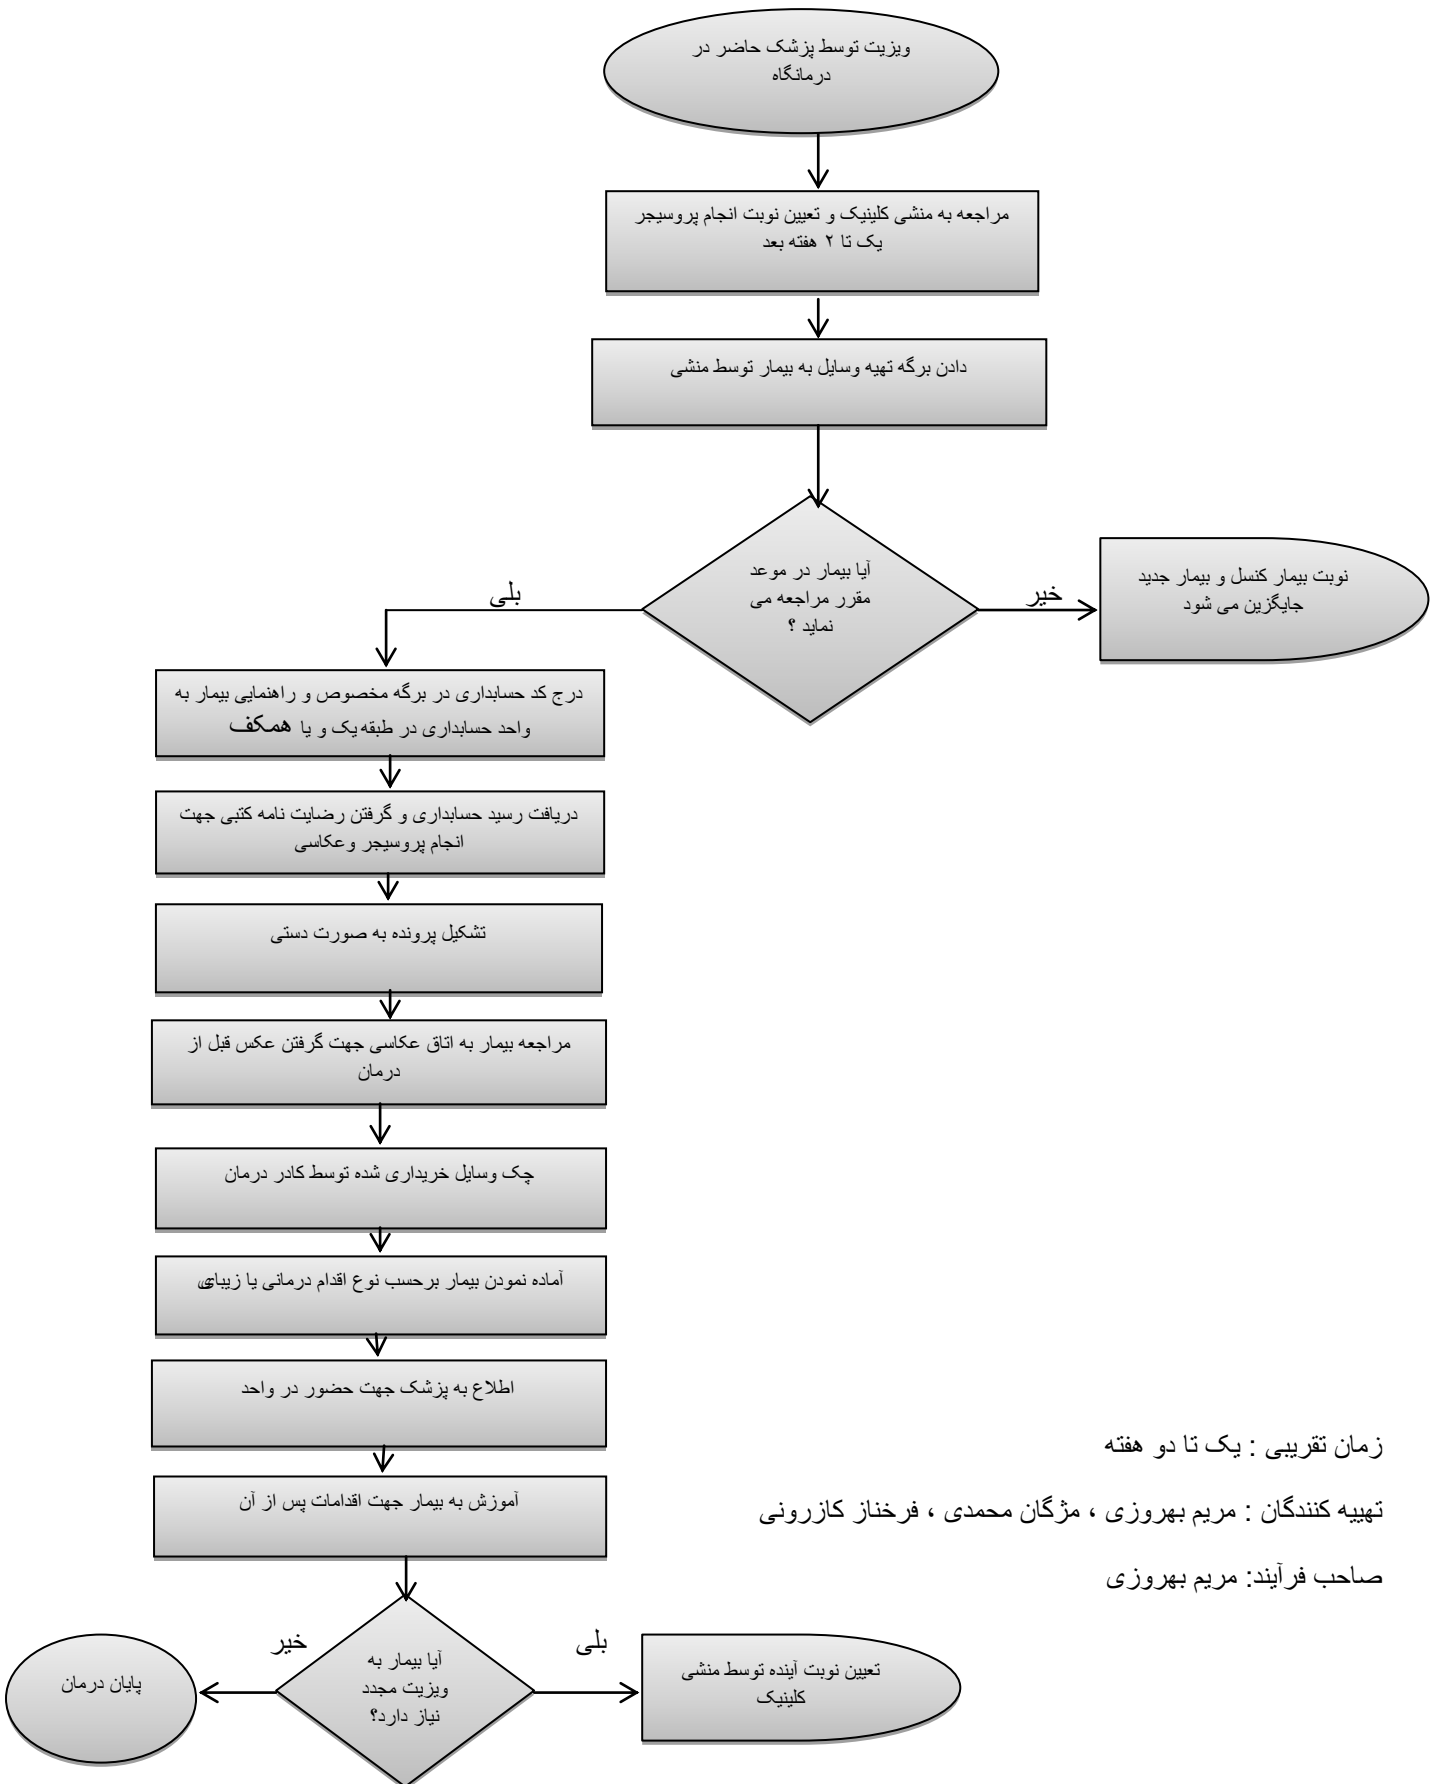 ویزیت توسط پزشک حاضر در
درمانگاه
مراجعه به منشی کلینیک و تعیین نوبت انجام پروسیجر
یک تا ۲ هفته بعد
دادن برگه تهیه وسایل به بیمار توسط منشی
آیا بیمار در موعد
مقرر مراجعه می
نماید ؟
خیر
نوبت بیمار کنسل و بیمار جدید
جایگزین می شود
بلی
درج کد حسابداری در برگه مخصوص و راهنمایی بیمار به
واحد حسابداری در طبقه یک و یا همکف
دریافت رسید حسابداری و گرفتن رضایت نامه کتبی جهت
انجام پروسیجر وعکاسی
تشکیل پرونده به صورت دستی
مراجعه بیمار به اتاق عکاسی جهت گرفتن عکس قبل از
درمان
چک وسایل خریداری شده توسط کادر درمان
آماده نمودن بیمار برحسب نوع اقدام درمانی یا زیبای
اطلاع به پزشک جهت حضور در واحد
آموزش به بیمار جهت اقدامات پس از آن
زمان تقریبی : یک تا دو هفته
تهییه کنندگان : مریم بهروزی ، مژگان محمدی ، فرخناز کازرونی
صاحب فرآیند: مریم بهروزی
آیا بیمار به
ویزیت مجدد
نیاز دارد؟
بلی
تعیین نوبت آینده توسط منشی
کلینیک
خیر
پایان درمان